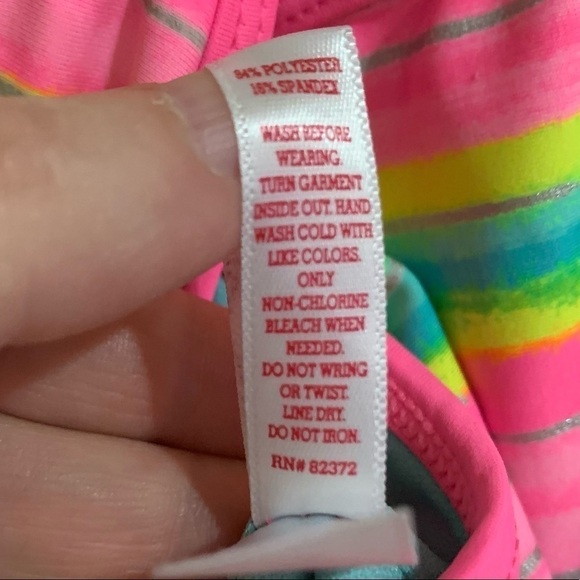 84% POLYESTER
16% SPANDEX
WASH BEFORE
WEARING.
TURN GARMENT
INSIDE OUT. HAND
WASH COLD WITH
LIKE COLORS.
ONLY
NON-CHLORINE
BLEACH WHEN
NEEDED.
DO NOT WRING
OR TWIST.
LINE DRY.
DO NOT IRON.
RN# 82372